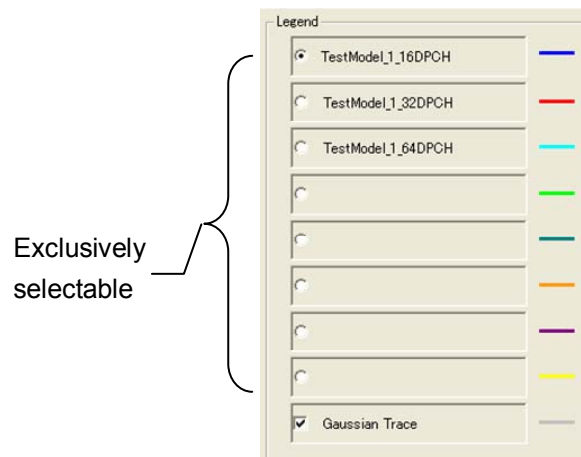 Legend
TestModel_1_16DPCH
TestModel_1_32DPCH
TestModel_1_64DPCH
Exclusively
selectable
Gaussian Trace